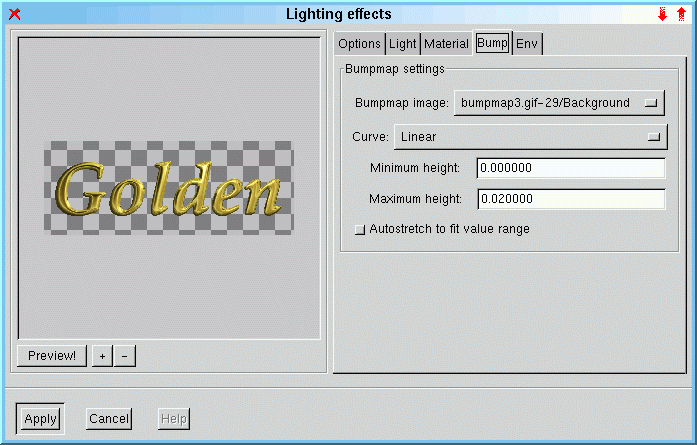 Lighting effects
Options Light Material Bump Env
Bumpmap settings
Bumpmap image: bumpmap3.gif-29/Background
Curve: Linear
Minimum height: 0.000000
Maximum height: 0.020000
Autostretch to fit value range
Golden
Preview! + -
Apply Cancel Help